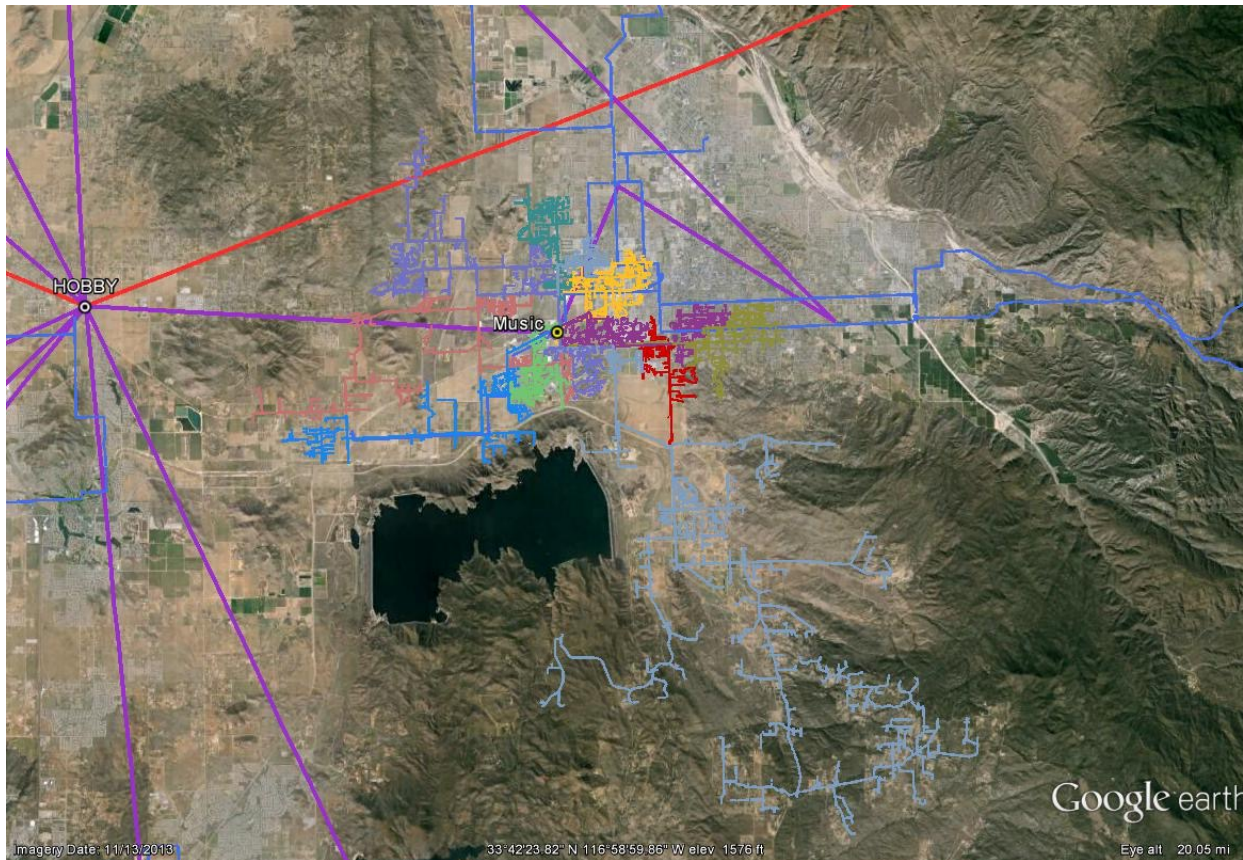 HOBBY
Music
Google earth
Imagery Date: 11/13/2013 33°42'23.82" N 116°58'59.86" W elev 1576 ft Eye alt 20.05 mi